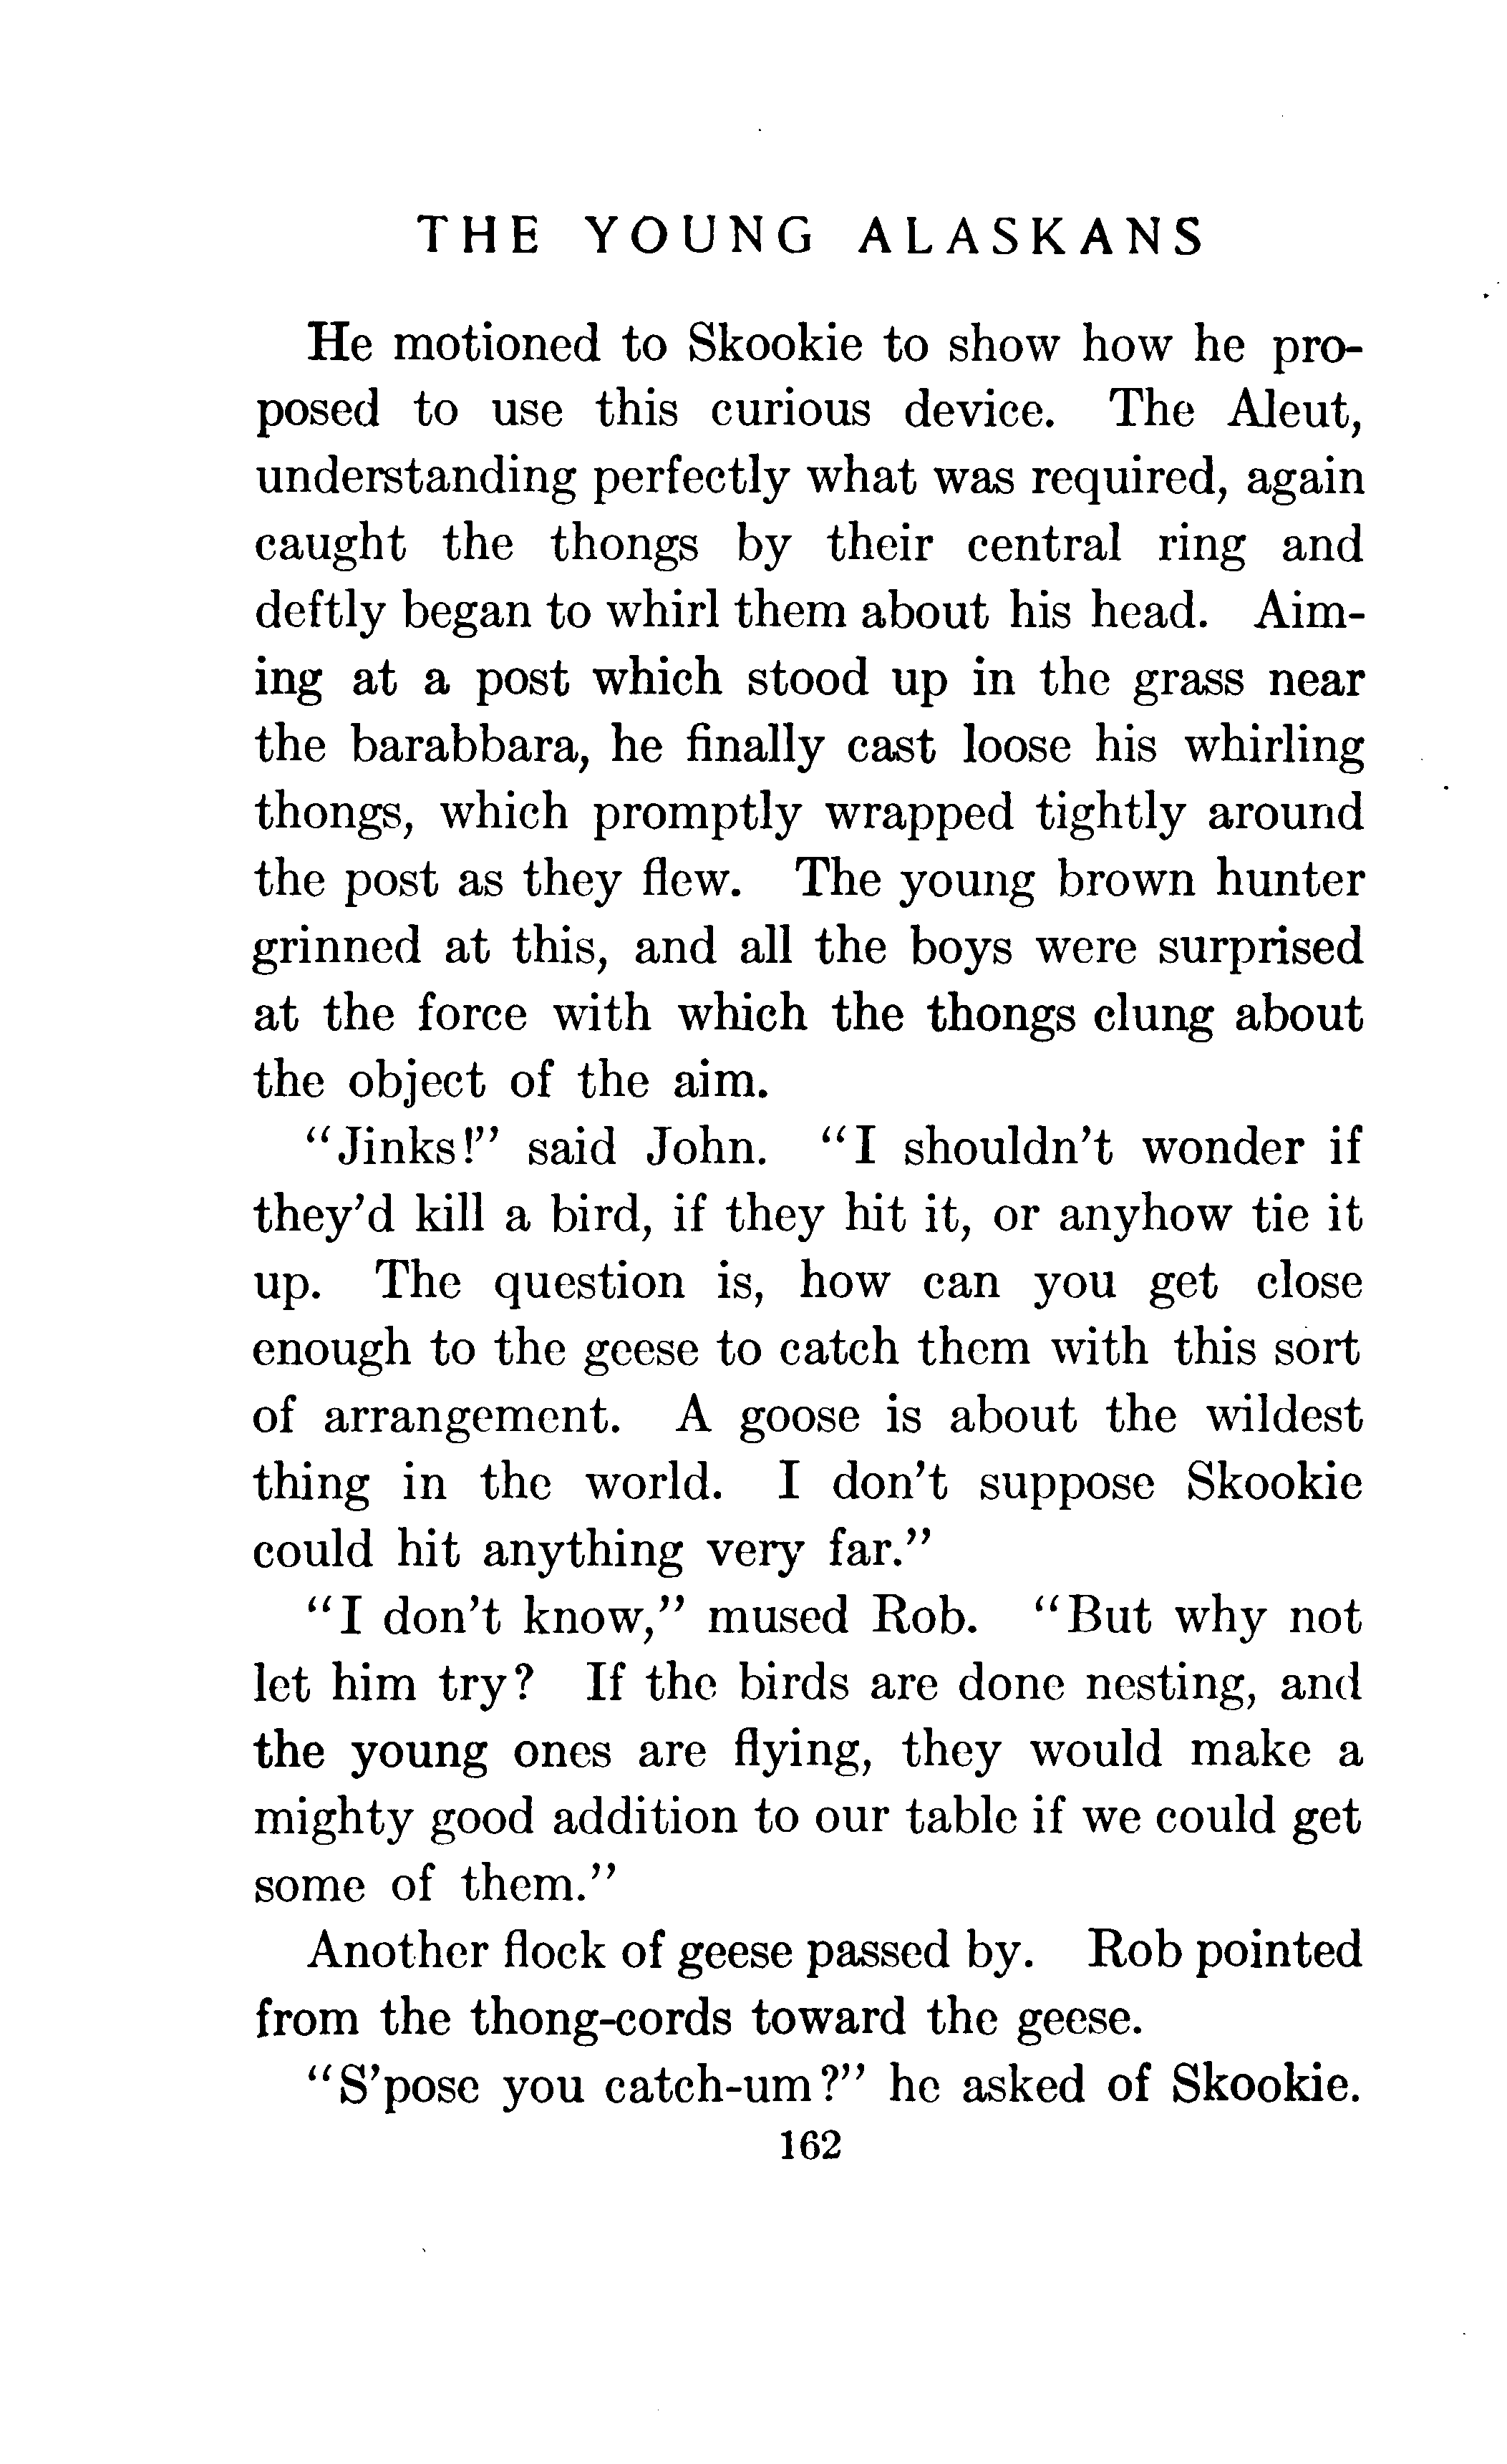 THE YOUNG ALASKANS
He motioned to Skookie to show how he pro-
posed to use this curious device. The Aleut,
understanding perfectly what was required, again
caught the thongs by their central ring and
deftly began to whirl them about his head. Aim-
ing at a post which stood up in the grass near
the barabbara, he finally cast loose his whirling
thongs, which promptly wrapped tightly around
the post as they flew. The young brown hunter
grinned at this, and all the boys were surprised
at the force with which the thongs clung about
the object of the aim.
"Jinks!" said John. "I shouldn't wonder if
they'd kill a bird, if they hit it, or anyhow tie it
up. The question is, how can you get close
enough to the geese to catch them with this sort
of arrangement. A goose is about the wildest
thing in the world. I don't suppose Skookie
could hit anything very far."
"I don't know," mused Rob. "But why not
let him try? If the birds are done nesting, and
the young ones are flying, they would make a
mighty good addition to our table if we could get
some of them."
Another flock of geese passed by. Rob pointed
from the thong-cords toward the geese.
"S'pose you catch-um?" he asked of Skookie.
162